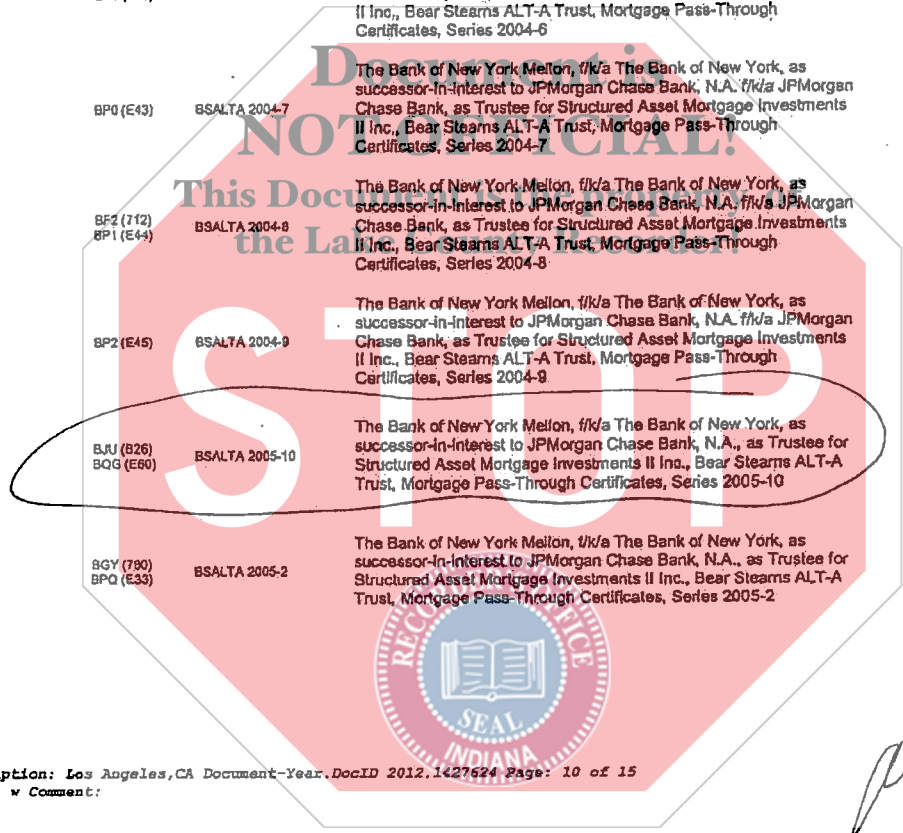 II Inc., Bear Stearns ALT-A Trust, Mortgage Pass-Through
Certificates, Series 2004-6
Document is
NOT OFFICIAL!
This Document is the property of
the Lake County Recorder!
The Bank of New York Mellon, f/k/a The Bank of New York, as
successor-in-interest to JPMorgan Chase Bank, N.A. f/k/a JPMorgan
BP0 (E43) BSALTA 2004-7 Chase Bank, as Trustee for Structured Asset Mortgage Investments
II Inc., Bear Stearns ALT-A Trust, Mortgage Pass-Through
Certificates, Series 2004-7
The Bank of New York Mellon, f/k/a The Bank of New York, as
successor-in-interest to JPMorgan Chase Bank, N.A. f/k/a JPMorgan
BF2 (712)
BP1 (E44) BSALTA 2004-8 Chase Bank, as Trustee for Structured Asset Mortgage Investments
II Inc., Bear Stearns ALT-A Trust, Mortgage Pass-Through
Certificates, Series 2004-8
The Bank of New York Mellon, f/k/a The Bank of New York, as
successor-in-interest to JPMorgan Chase Bank, N.A. f/k/a JPMorgan
BP2 (E45) BSALTA 2004-9 Chase Bank, as Trustee for Structured Asset Mortgage Investments
II Inc., Bear Stearns ALT-A Trust, Mortgage Pass-Through
Certificates, Series 2004-9
STOP
The Bank of New York Mellon, f/k/a The Bank of New York, as
BJU (B26) successor-in-interest to JPMorgan Chase Bank, N.A., as Trustee for
BQG (E60) BSALTA 2005-10 Structured Asset Mortgage Investments II Inc., Bear Stearns ALT-A
Trust, Mortgage Pass-Through Certificates, Series 2005-10
The Bank of New York Mellon, f/k/a The Bank of New York, as
BGY (780) successor-in-interest to JPMorgan Chase Bank, N.A., as Trustee for
BPQ (E33) BSALTA 2005-2 Structured Asset Mortgage Investments II Inc., Bear Stearns ALT-A
Trust, Mortgage Pass-Through Certificates, Series 2005-2
SEAL
INDIANA
ption: Los Angeles,CA Document-Year.DocID 2012.1427624 Page: 10 of 15
w Comment: